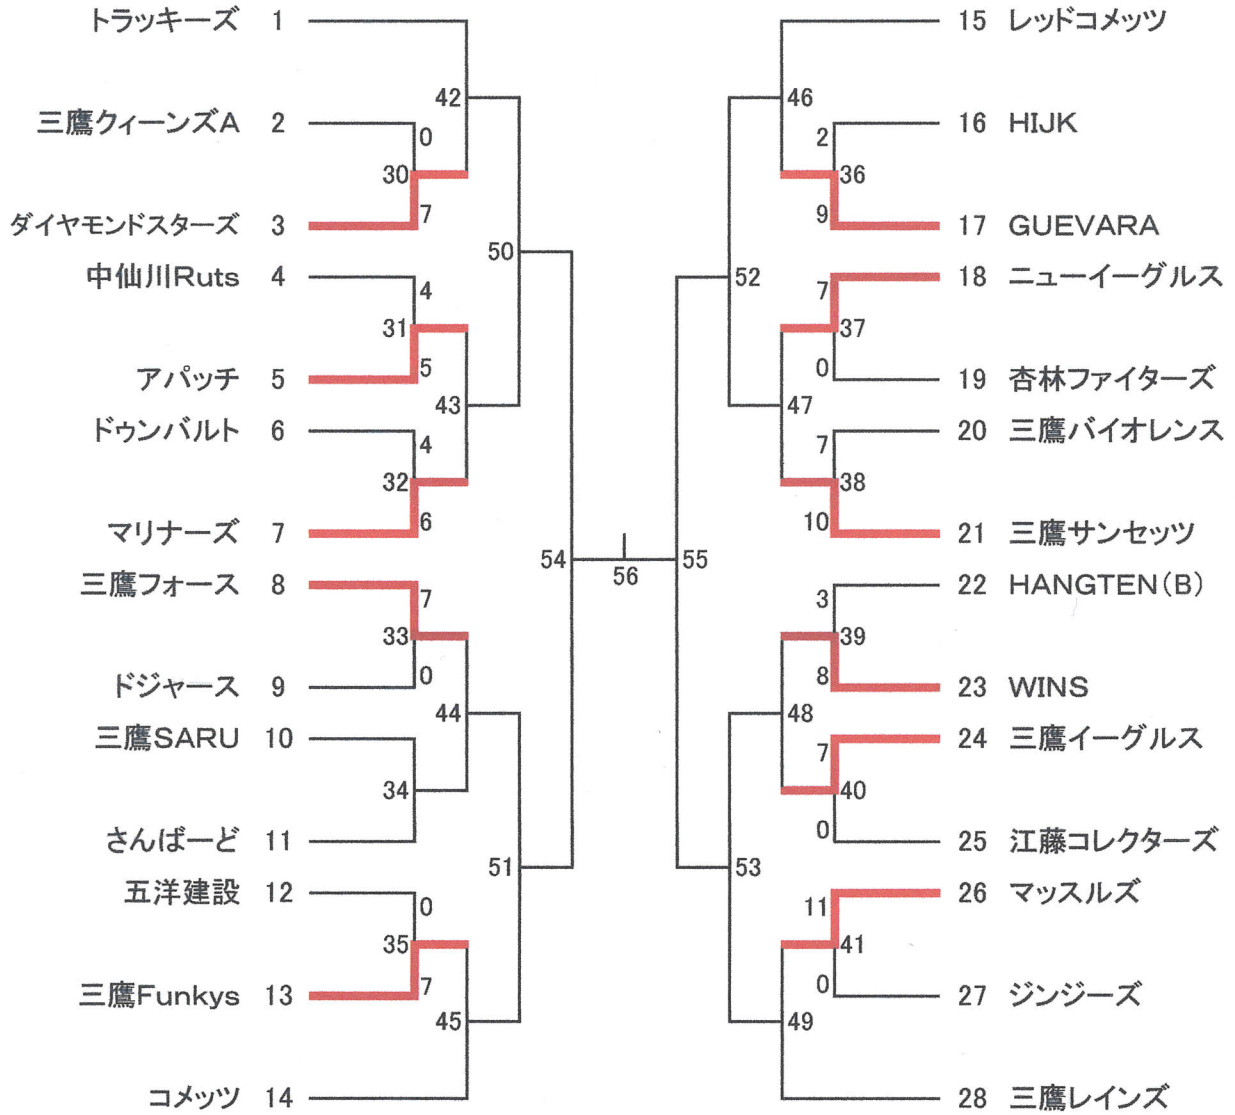 トラッキーズ 1
三鷹クィーンズA 2
ダイヤモンドスターズ 3
中仙川Ruts 4
アパッチ 5
ドゥンバルト 6
マリナーズ 7
三鷹フォース 8
ドジャース 9
三鷹SARU 10
さんばーど 11
五洋建設 12
三鷹Funkys 13
コメッツ 14
0
30
7
4
31
5
4
32
6
7
33
0
34
0
35
7
42
43
44
45
50
51
54
56
55
52
53
46
47
48
49
2
36
9
7
37
0
7
38
10
3
39
8
7
40
0
11
41
0
15 レッドコメッツ
16 HIJK
17 GUEVARA
18 ニューイーグルス
19 杏林ファイターズ
20 三鷹バイオレンス
21 三鷹サンセッツ
22 HANGTEN(B)
23 WINS
24 三鷹イーグルス
25 江藤コレクターズ
26 マッスルズ
27 ジンジーズ
28 三鷹レインズ